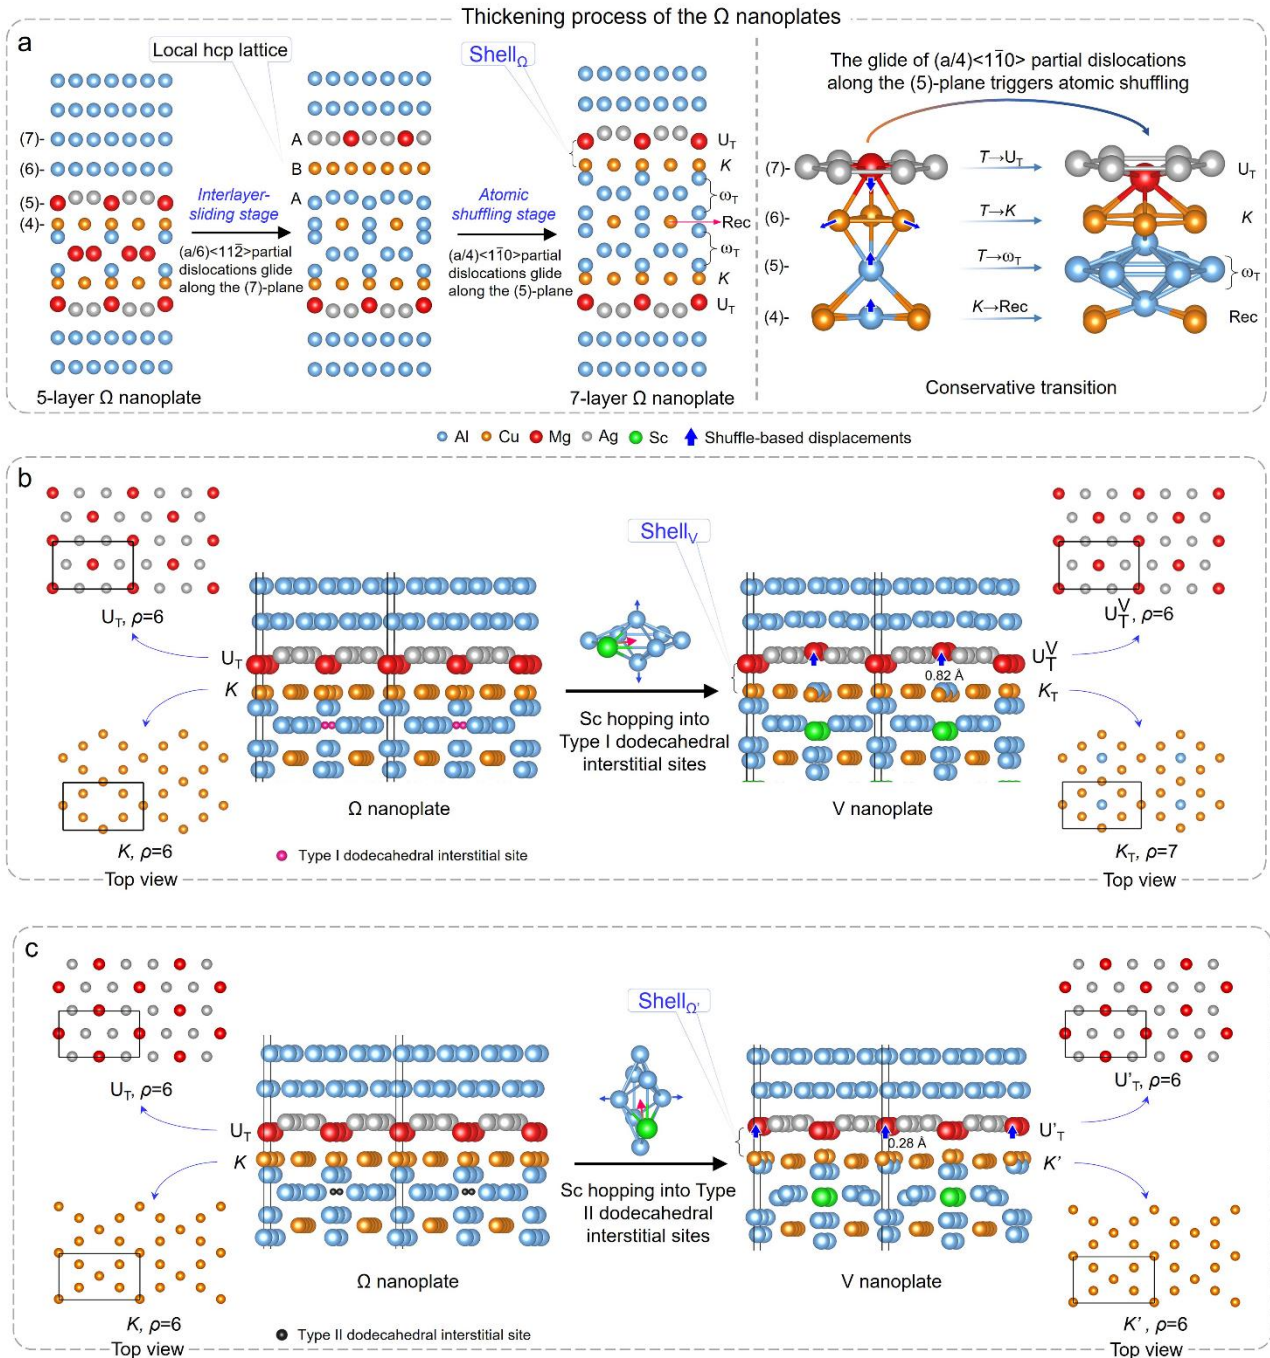 Thickening process of the Ω nanoplates
a
Local hcp lattice
Shell_Ω
(7)-
(6)-
(5)-
(4)-
Interlayer-
sliding stage
(a/6)<112̄>partial
dislocations glide
along the (7)-plane
5-layer Ω nanoplate
A
B
A
Atomic
shuffling stage
(a/4)<11̄0>partial
dislocations glide
along the (5)-plane
U_T
K
ω_T
Rec
ω_T
K
U_T
7-layer Ω nanoplate
The glide of (a/4)<11̄0> partial dislocations
along the (5)-plane triggers atomic shuffling
(7)-
(6)-
(5)-
(4)-
T→U_T
T→K
T→ω_T
K→Rec
U_T
K
ω_T
Rec
Conservative transition
Al Cu Mg Ag Sc Shuffle-based displacements
b
U_T, ρ=6
U_T
K
K, ρ=6
Top view
Ω nanoplate
Type I dodecahedral interstitial site
Shell_V
Sc hopping into
Type I dodecahedral
interstitial sites
0.82 Å
V nanoplate
U_T^V
K_T
U_T^V, ρ=6
K_T, ρ=7
Top view
c
U_T, ρ=6
U_T
K
K, ρ=6
Top view
Ω nanoplate
Type II dodecahedral interstitial site
Shell_Ω'
Sc hopping into Type
II dodecahedral
interstitial sites
0.28 Å
V nanoplate
U'_T
K'
U'_T, ρ=6
K' , ρ=6
Top view